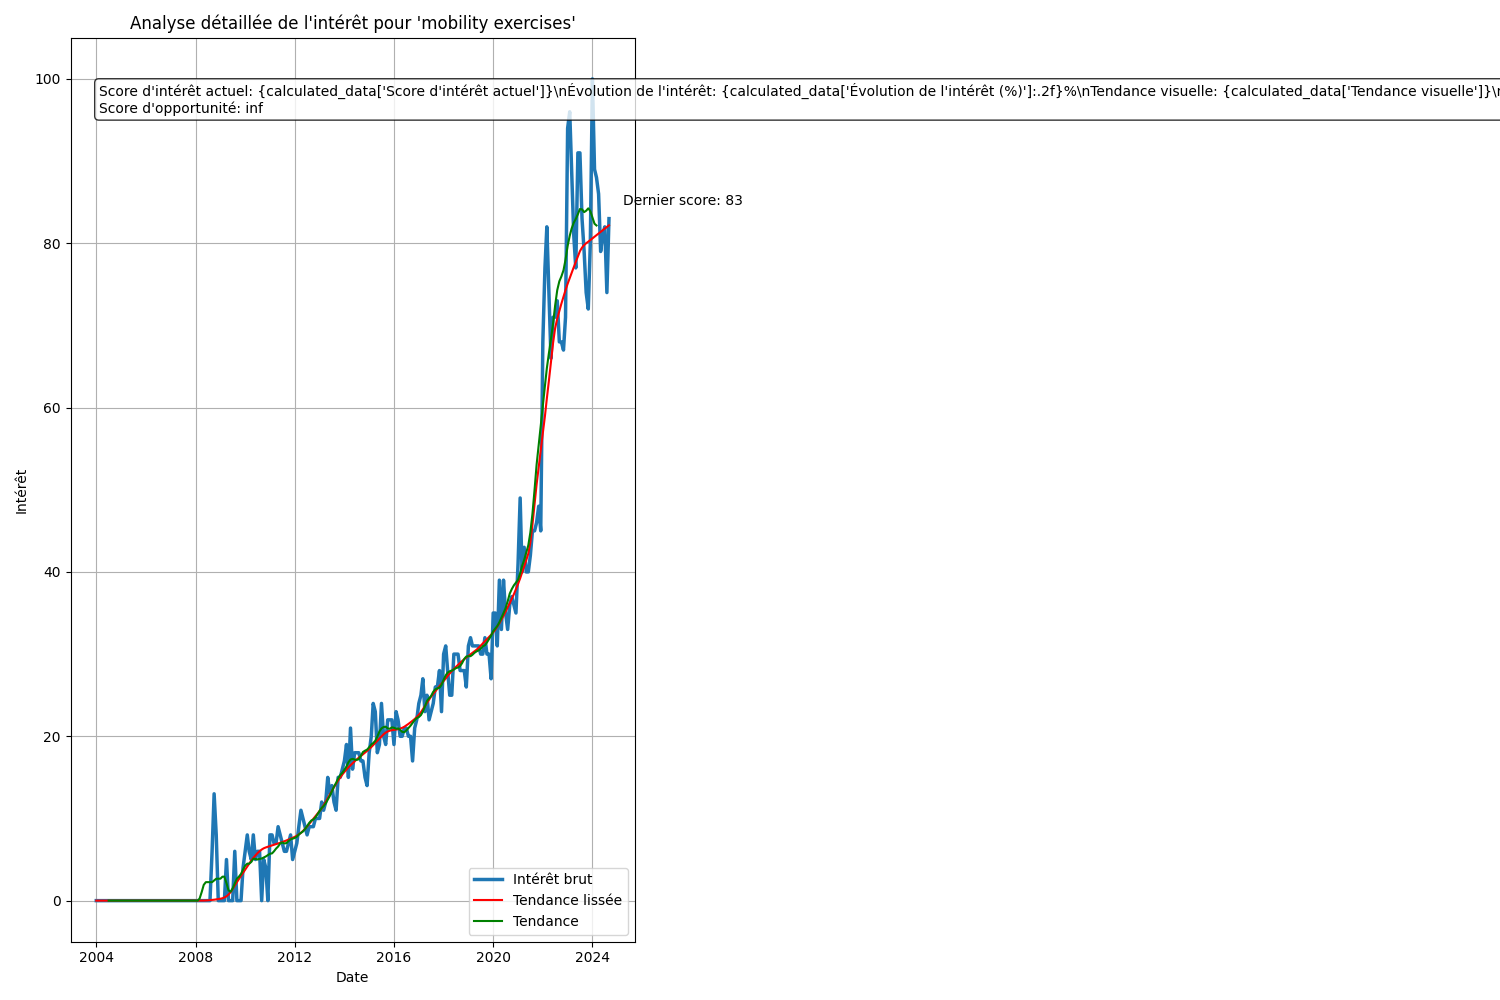 Analyse détaillée de l'intérêt pour 'mobility exercises'
Score d'intérêt actuel: {calculated_data['Score d'intérêt actuel']}\nÉvolution de l'intérêt: {calculated_data['Évolution de l'intérêt (%)']:.2f}%\nTendance visuelle: {calculated_data['Tendance visuelle']}\n
Score d'opportunité: inf
Dernier score: 83
100
80
60
40
20
0
Intérêt
Intérêt brut
Tendance lissée
Tendance
2004 2008 2012 2016 2020 2024
Date